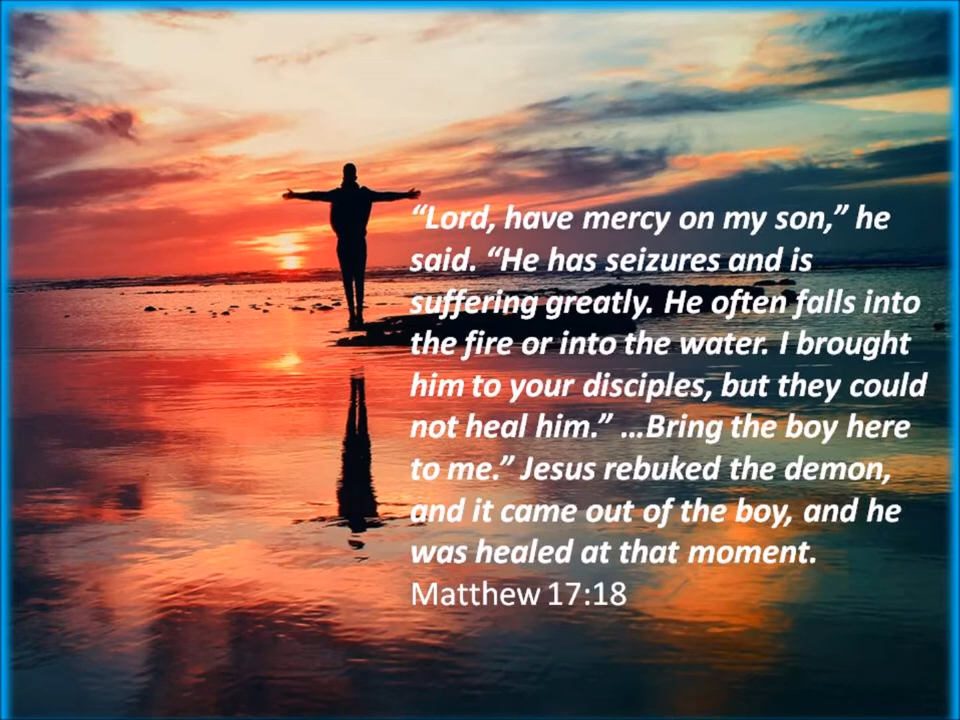 “Lord, have mercy on my son,” he
said. “He has seizures and is
suffering greatly. He often falls into
the fire or into the water. I brought
him to your disciples, but they could
not heal him.” …Bring the boy here
to me.” Jesus rebuked the demon,
and it came out of the boy, and he
was healed at that moment.
Matthew 17:18